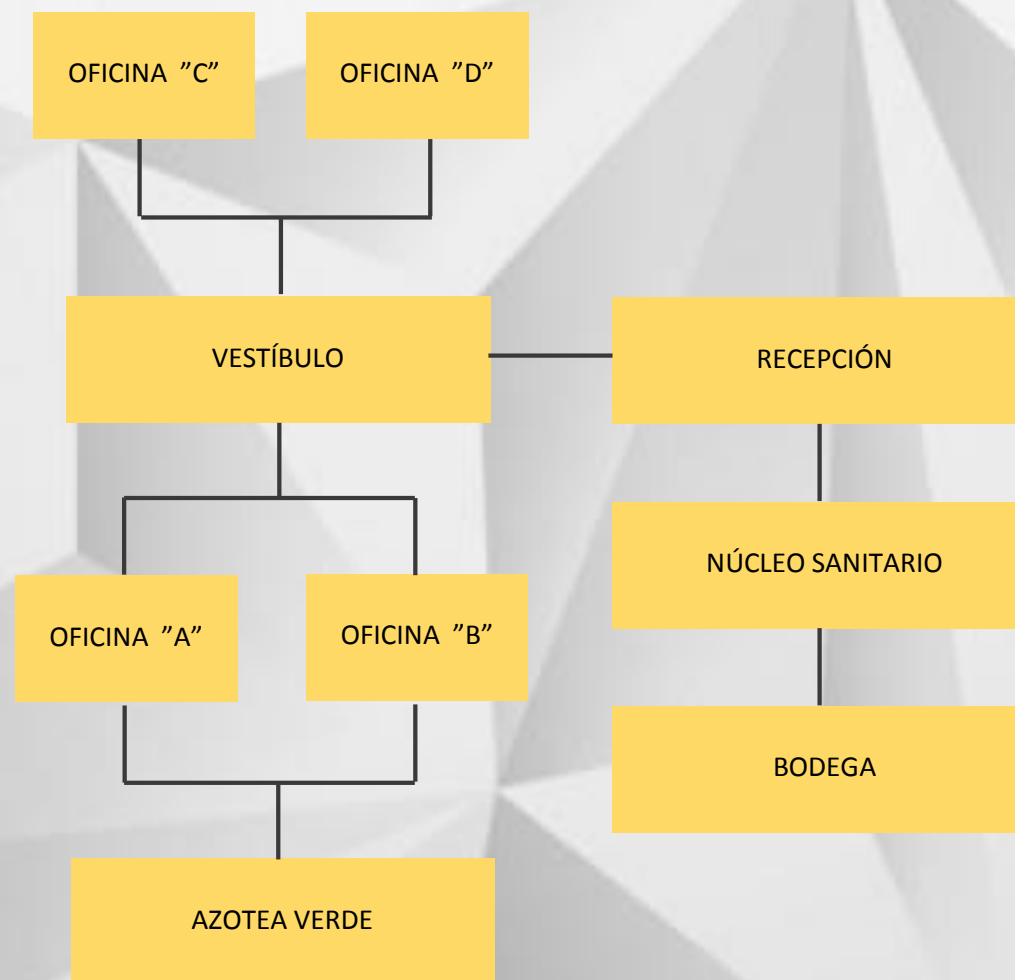 OFICINA ”C”
OFICINA ”D”
VESTÍBULO
RECEPCIÓN
NÚCLEO SANITARIO
OFICINA ”A”
OFICINA ”B”
BODEGA
AZOTEA VERDE